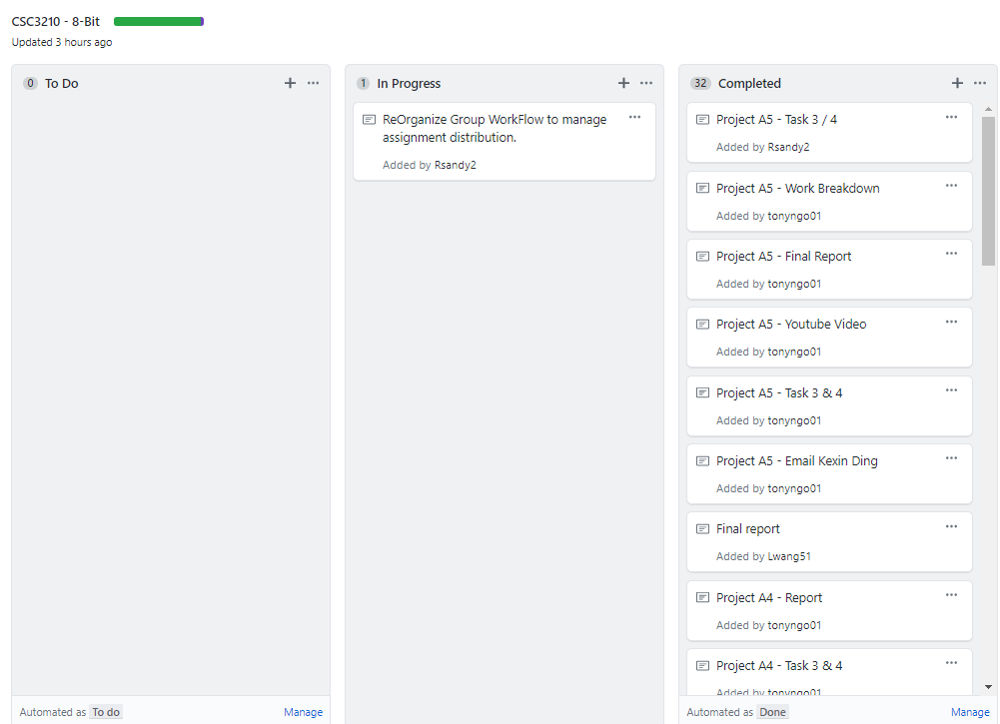 CSC3210 - 8-Bit
Updated 3 hours ago
0 To Do
1 In Progress
ReOrganize Group WorkFlow to manage
assignment distribution.
Added by Rsandy2
32 Completed
Project A5 - Task 3 / 4
Added by Rsandy2
Project A5 - Work Breakdown
Added by tonyngo01
Project A5 - Final Report
Added by tonyngo01
Project A5 - Youtube Video
Added by tonyngo01
Project A5 - Task 3 & 4
Added by tonyngo01
Project A5 - Email Kexin Ding
Added by tonyngo01
Final report
Added by Lwang51
Project A4 - Report
Added by tonyngo01
Project A4 - Task 3 & 4
Added by tonyngo01
Automated as To do Manage
Automated as Done Manage